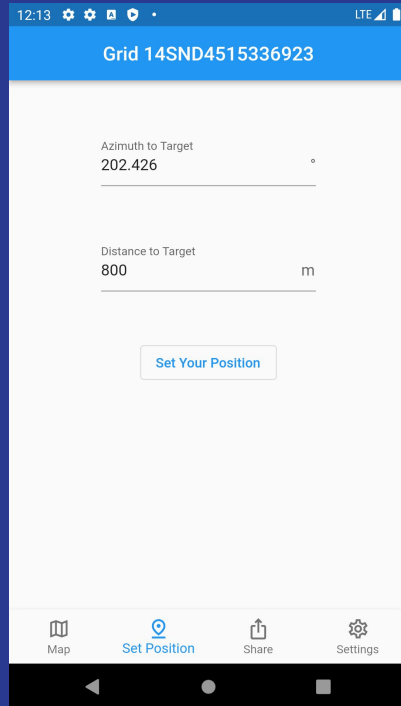 12:13
LTE
Grid 14SND4515336923
Azimuth to Target
202.426 °
Distance to Target
800 m
Set Your Position
Map
Set Position
Share
Settings